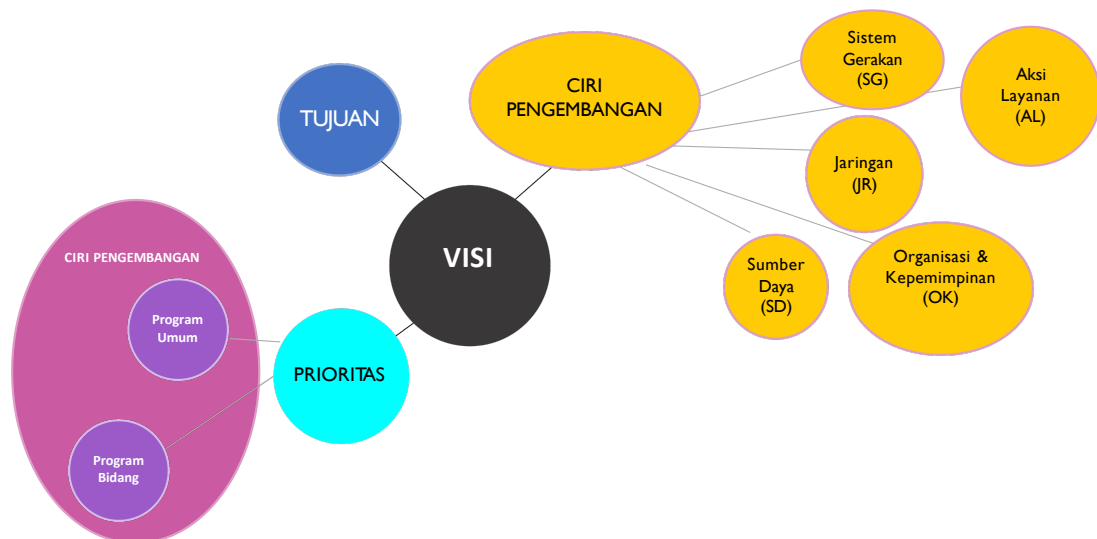 TUJUAN
CIRI
PENGEMBANGAN
Sistem
Gerakan
(SG)
Aksi
Layanan
(AL)
Jaringan
(JR)
Organisasi &
Kepemimpinan
(OK)
Sumber
Daya
(SD)
VISI
PRIORITAS
CIRI PENGEMBANGAN
Program
Umum
Program
Bidang